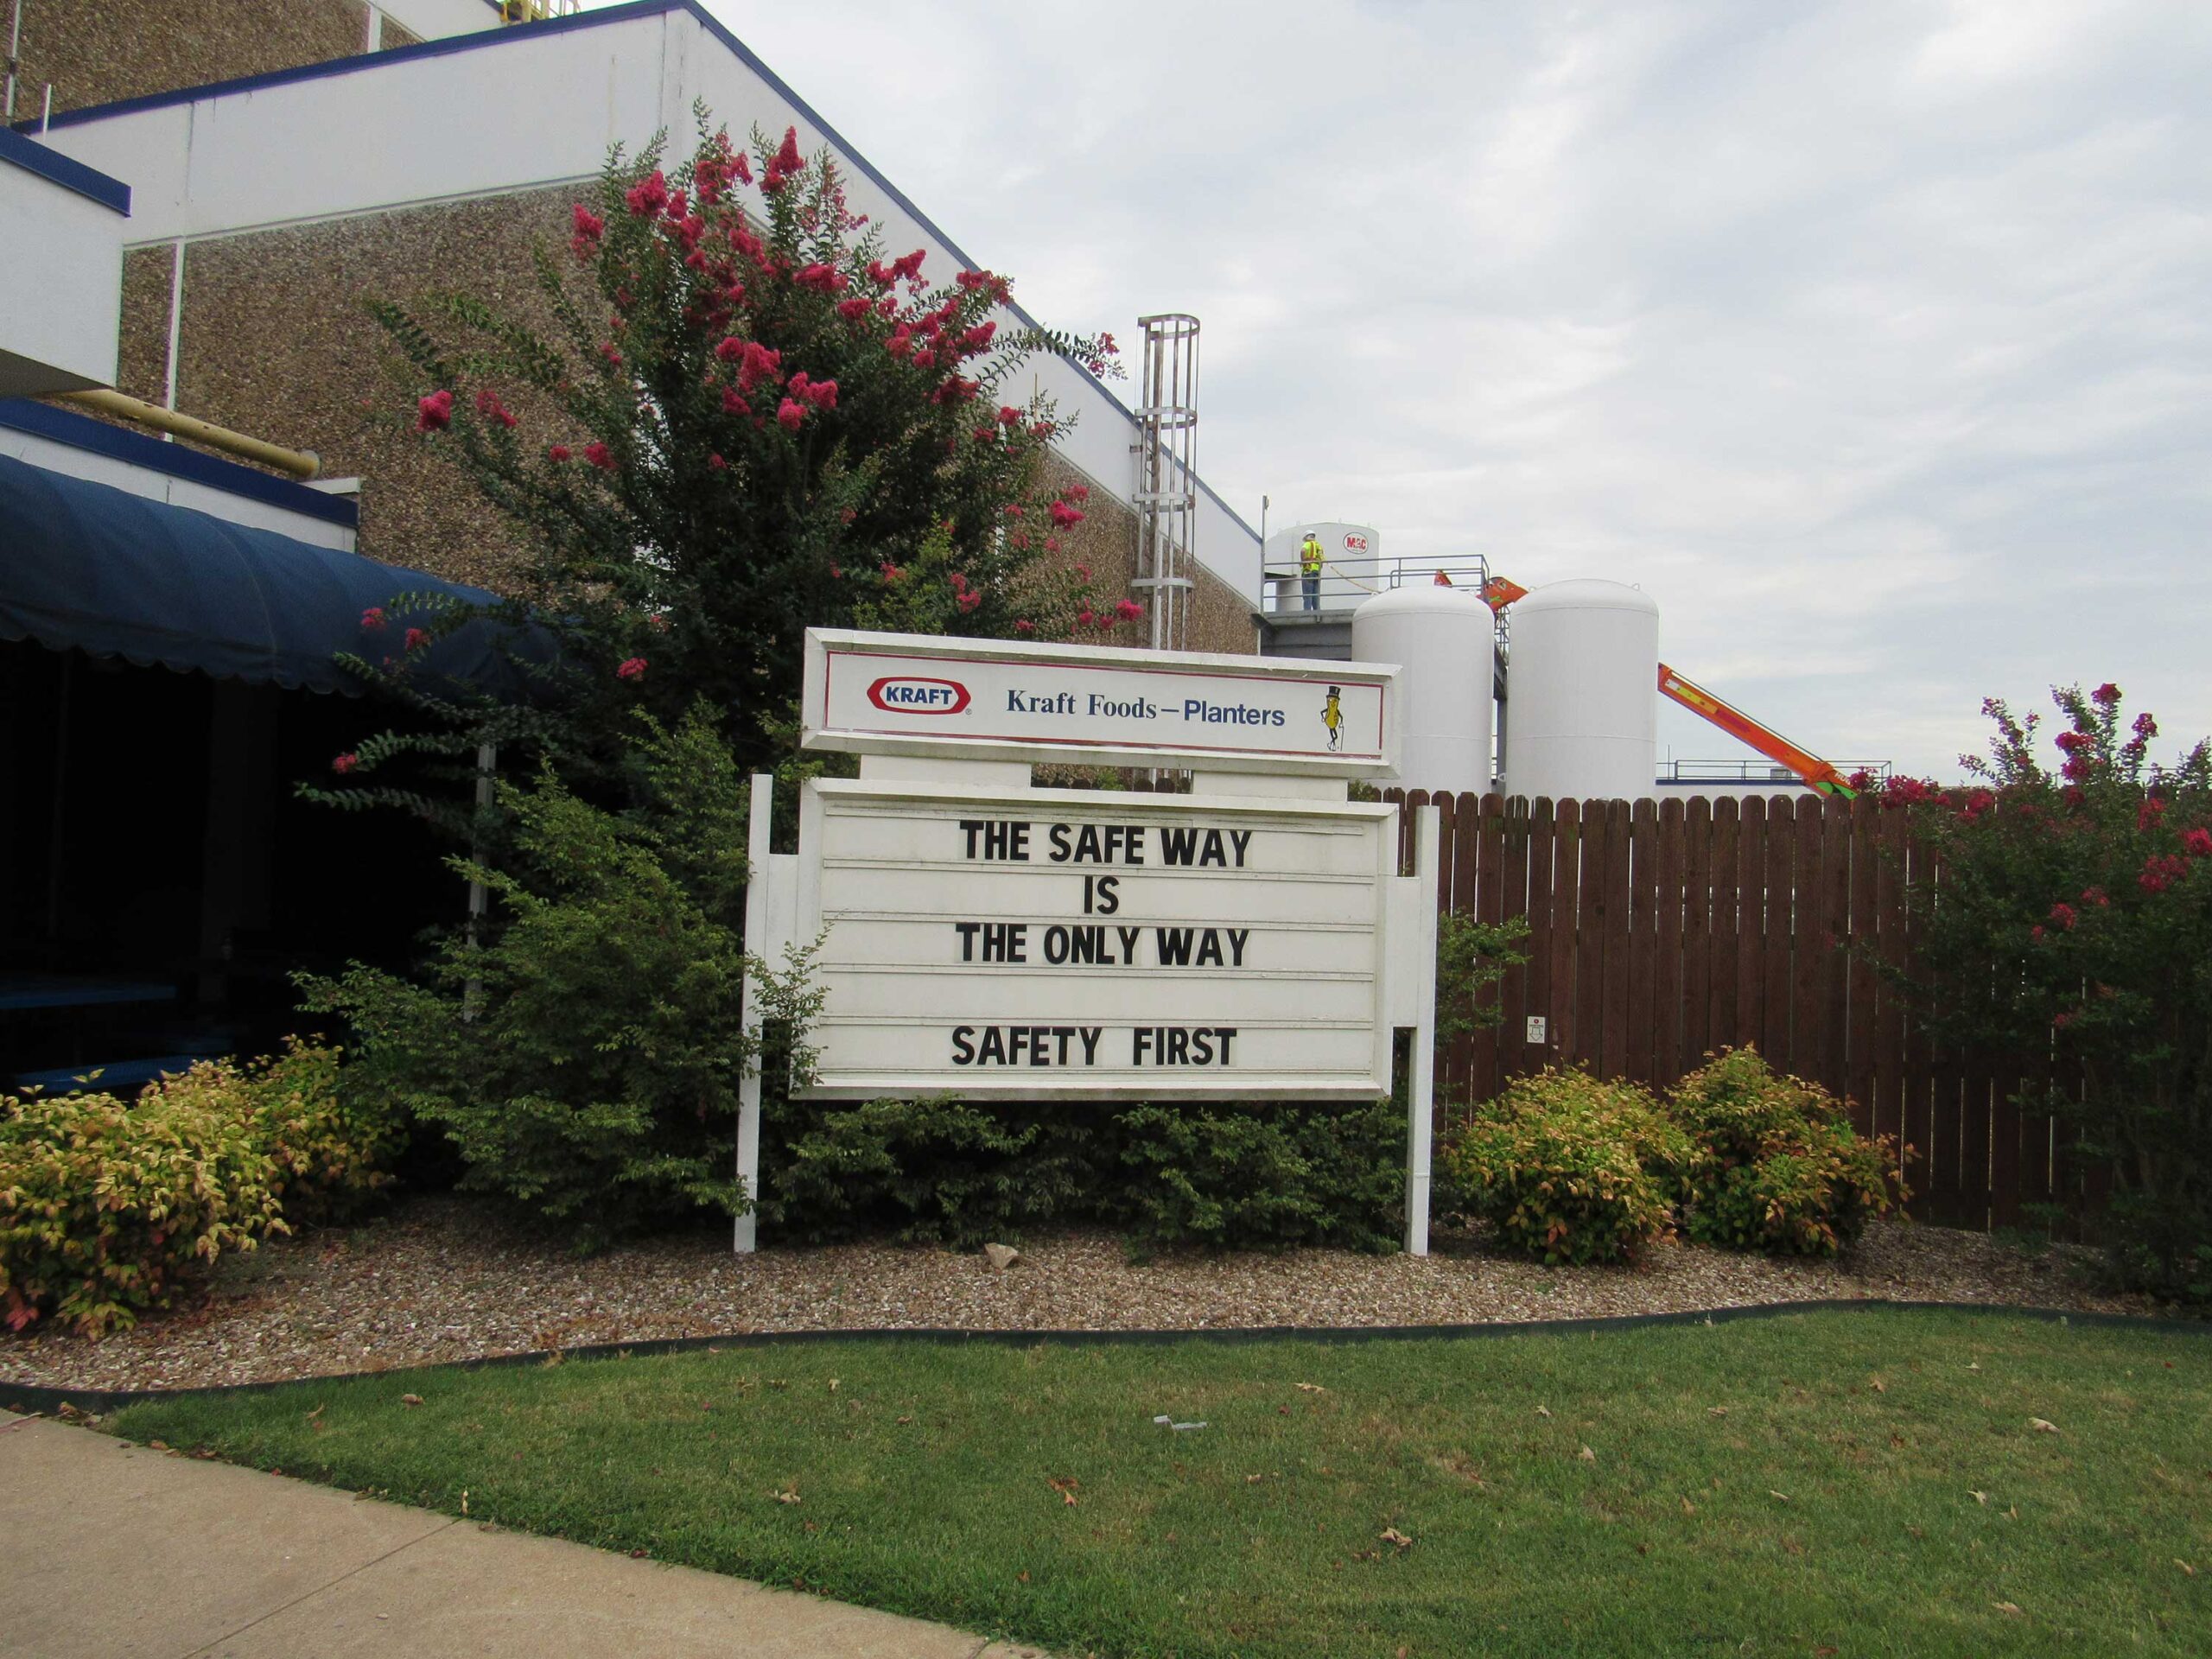 M&C
KRAFT
Kraft Foods—Planters
THE SAFE WAY
IS
THE ONLY WAY
SAFETY FIRST